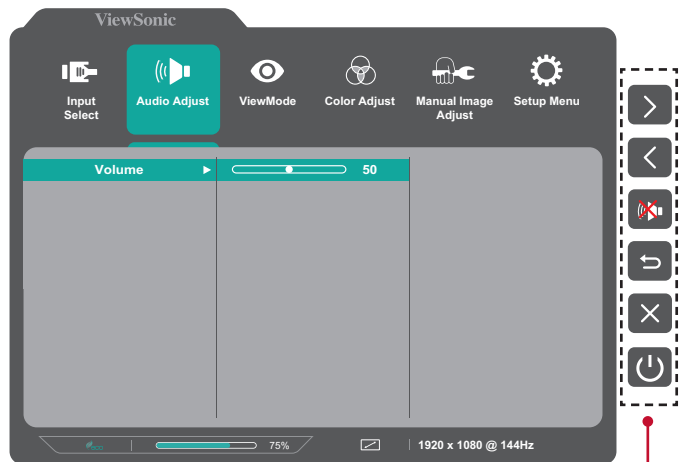 ViewSonic
Input
Select
Audio Adjust
ViewMode
Color Adjust
Manual Image
Adjust
Setup Menu
Volume
50
75%
1920 x 1080 @ 144Hz